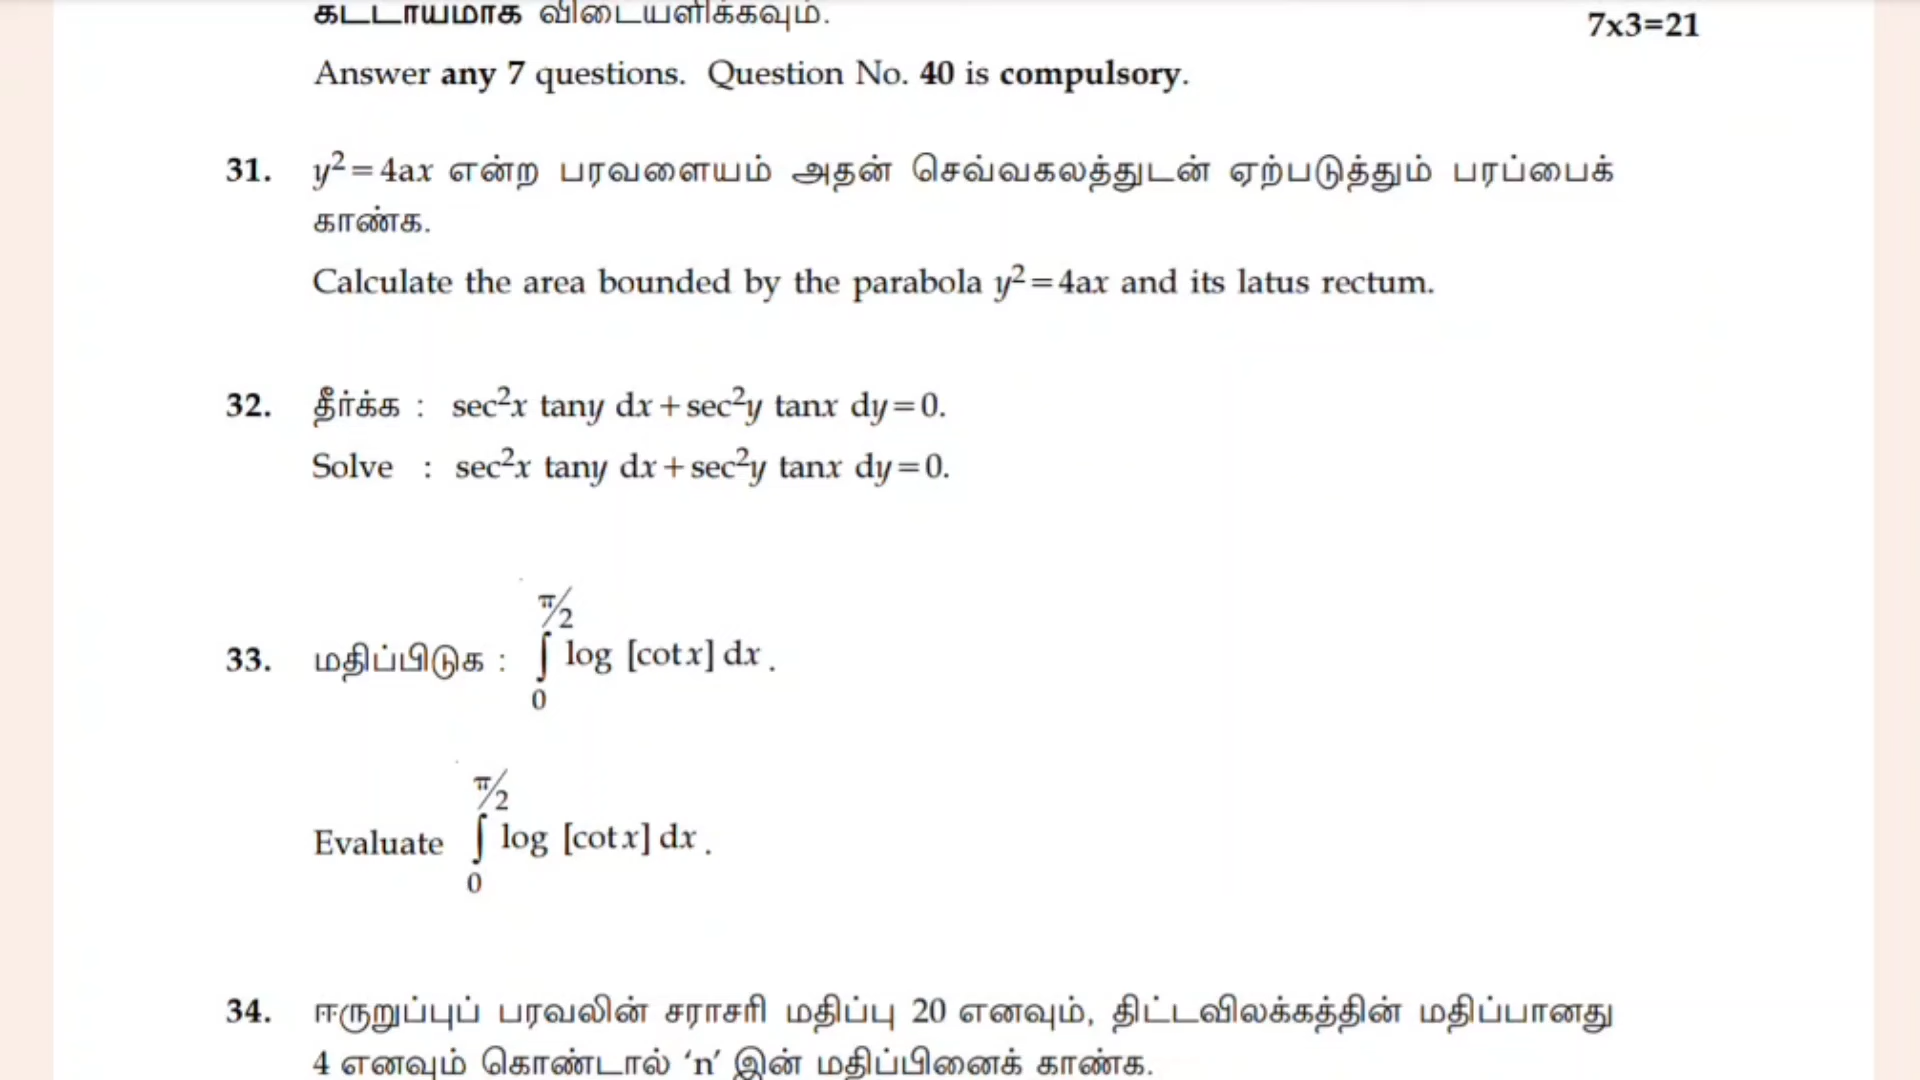 கட்டாயமாக விடையளிக்கவும். 7x3=21
Answer any 7 questions. Question No. 40 is compulsory.
31. y²=4ax என்ற பரவளையம் அதன் செவ்வகலத்துடன் ஏற்படுத்தும் பரப்பைக்
காண்க.
Calculate the area bounded by the parabola y²=4ax and its latus rectum.
32. தீர்க்க : sec²x tany dx+sec²y tanx dy=0.
Solve : sec²x tany dx+sec²y tanx dy=0.
33. மதிப்பிடுக : ∫₀^{π/2} log [cotx] dx .
Evaluate ∫₀^{π/2} log [cotx] dx .
34. ஈருறுப்புப் பரவலின் சராசரி மதிப்பு 20 எனவும், திட்டவிலக்கத்தின் மதிப்பானது
4 எனவும் கொண்டால் ‘n’ இன் மதிப்பினைக் காண்க.